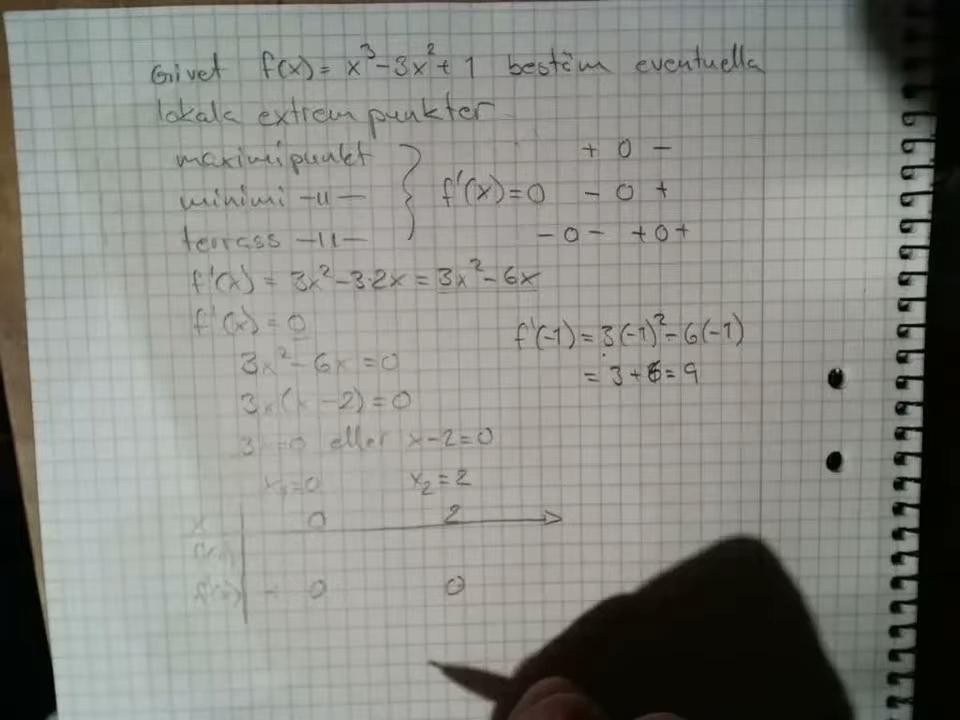 Givet f(x) = x³ - 3x² + 1 bestäm eventuella
lokala extrempunkter
maximipunkt + 0 -
minimi -11- } f'(x) = 0 - 0 +
terrass -11- - 0 - + 0 +
f'(x) = 3x² - 3·2x = 3x² - 6x
f'(x) = 0
3x² - 6x = 0
3x(x - 2) = 0
3x = 0 eller x - 2 = 0
x₁ = 0 x₂ = 2
f'(-1) = 3(-1)² - 6(-1)
= 3 + 6 = 9
x 0 2
f'(x)
0 0